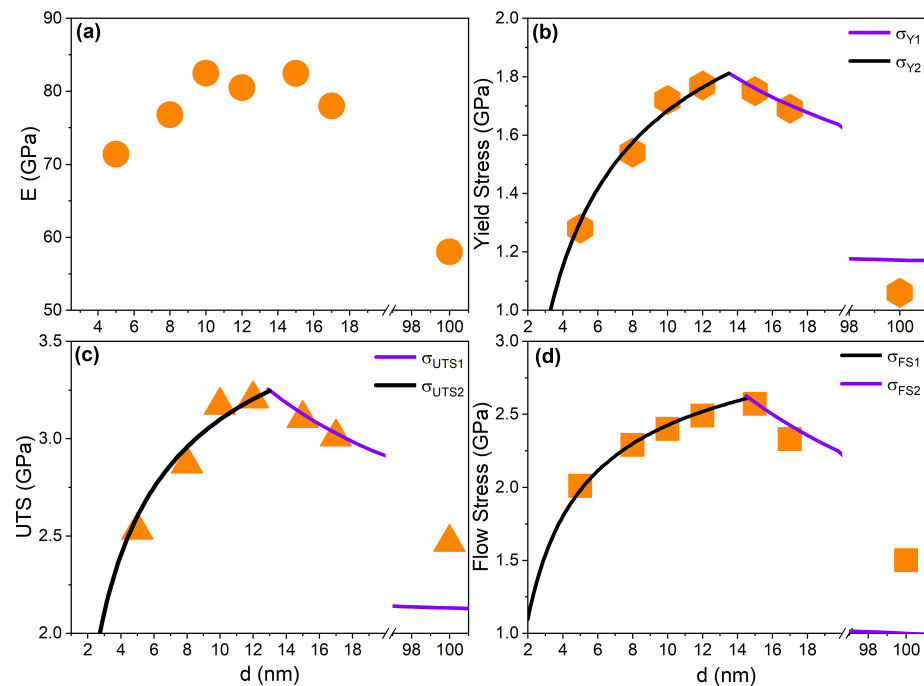 (a)
E (GPa)
90
80
70
60
50
4 6 8 10 12 14 16 18 98 100
(b)
σY1
σY2
Yield Stress (GPa)
2.0
1.8
1.6
1.4
1.2
1.0
2 4 6 8 10 12 14 16 18 98 100
(c)
σUTS1
σUTS2
UTS (GPa)
3.5
3.0
2.5
2.0
2 4 6 8 10 12 14 16 18 98 100
d (nm)
(d)
σFS1
σFS2
Flow Stress (GPa)
3.0
2.5
2.0
1.5
1.0
2 4 6 8 10 12 14 16 18 98 100
d (nm)